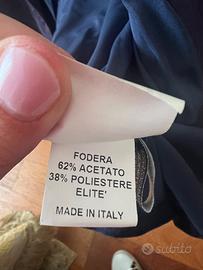 FODERA
62% ACETATO
38% POLIESTERE
ELITE'
MADE IN ITALY
subito